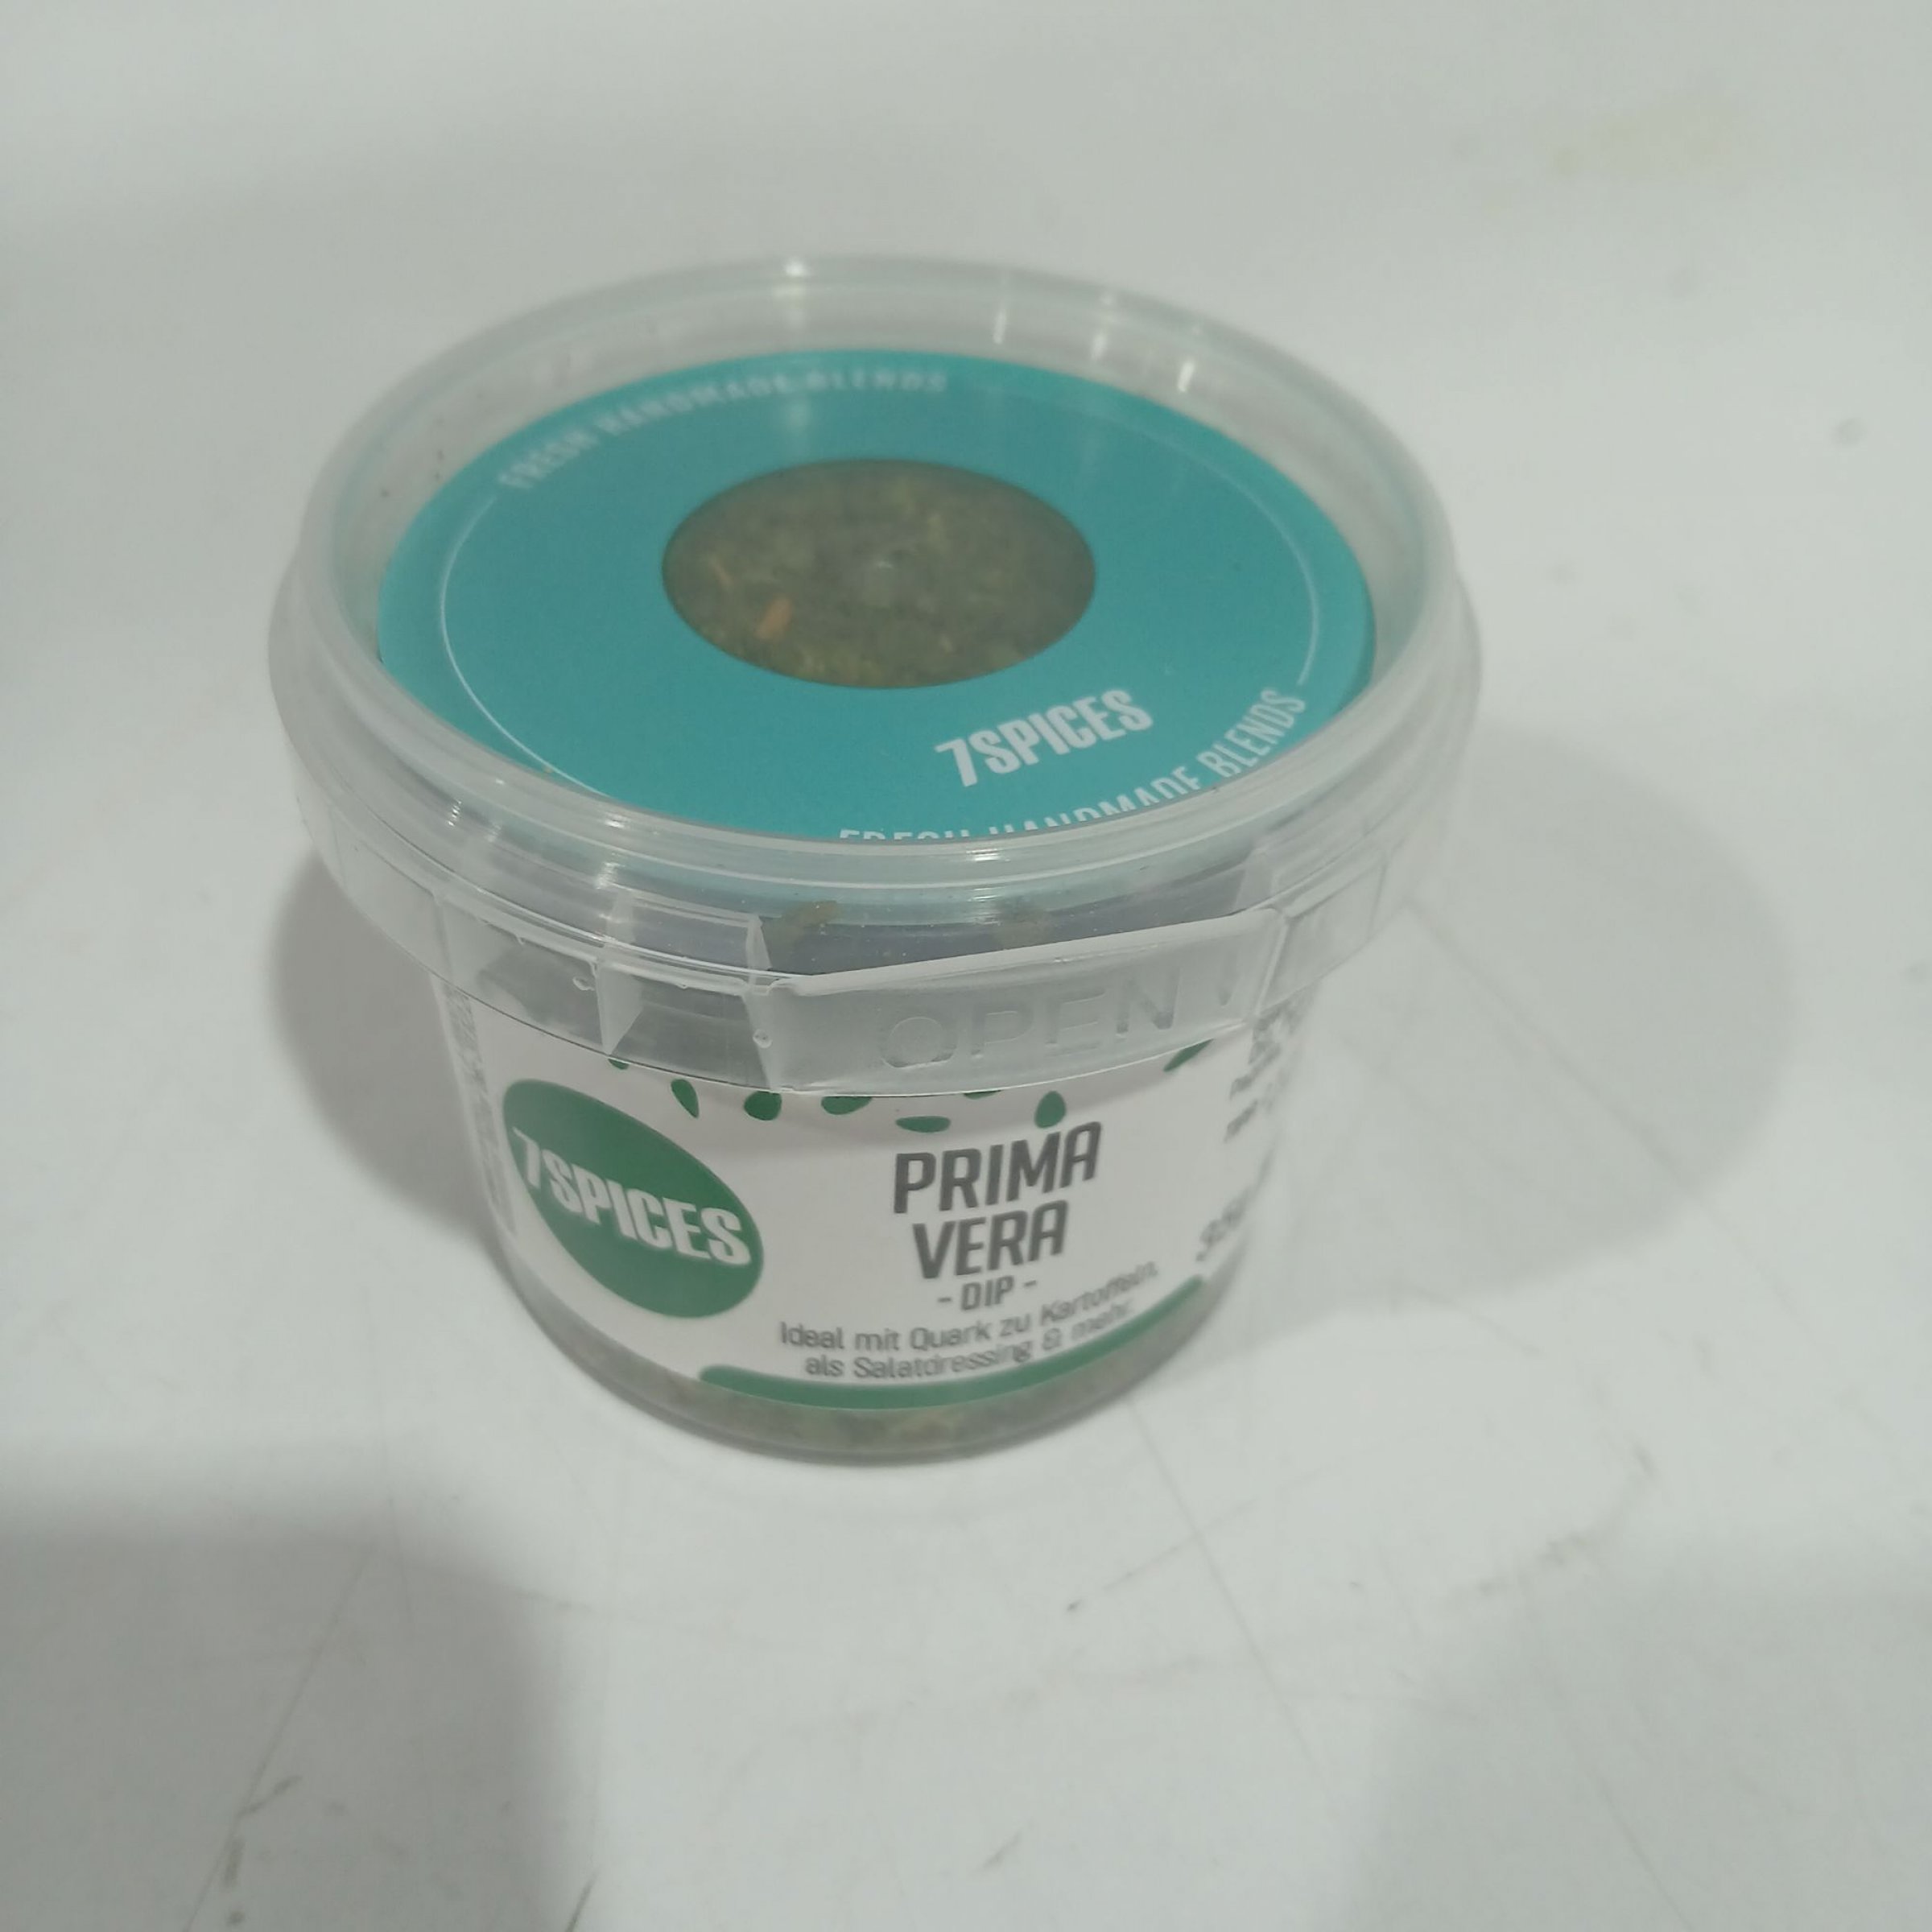 FRESH HANDMADE BLENDS
7SPICES
FRESH HANDMADE BLENDS
OPEN
7SPICES
PRIMA
VERA
- DIP -
Ideal mit Quark zu Kartoffeln,
als Salatdressing & mehr.